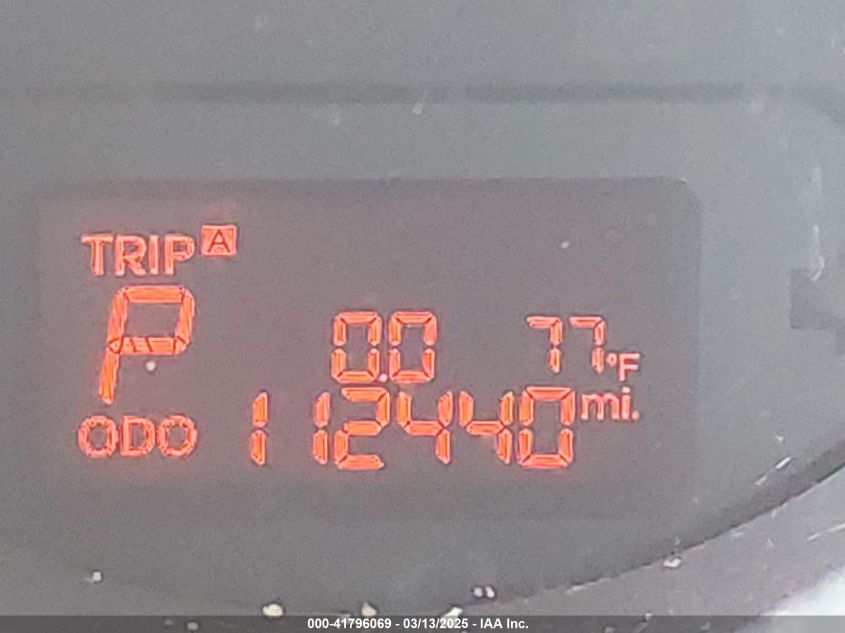 TRIP A
P
0.0 77°F
ODO 112440 mi.
000-41796069 - 03/13/2025 - IAA Inc.